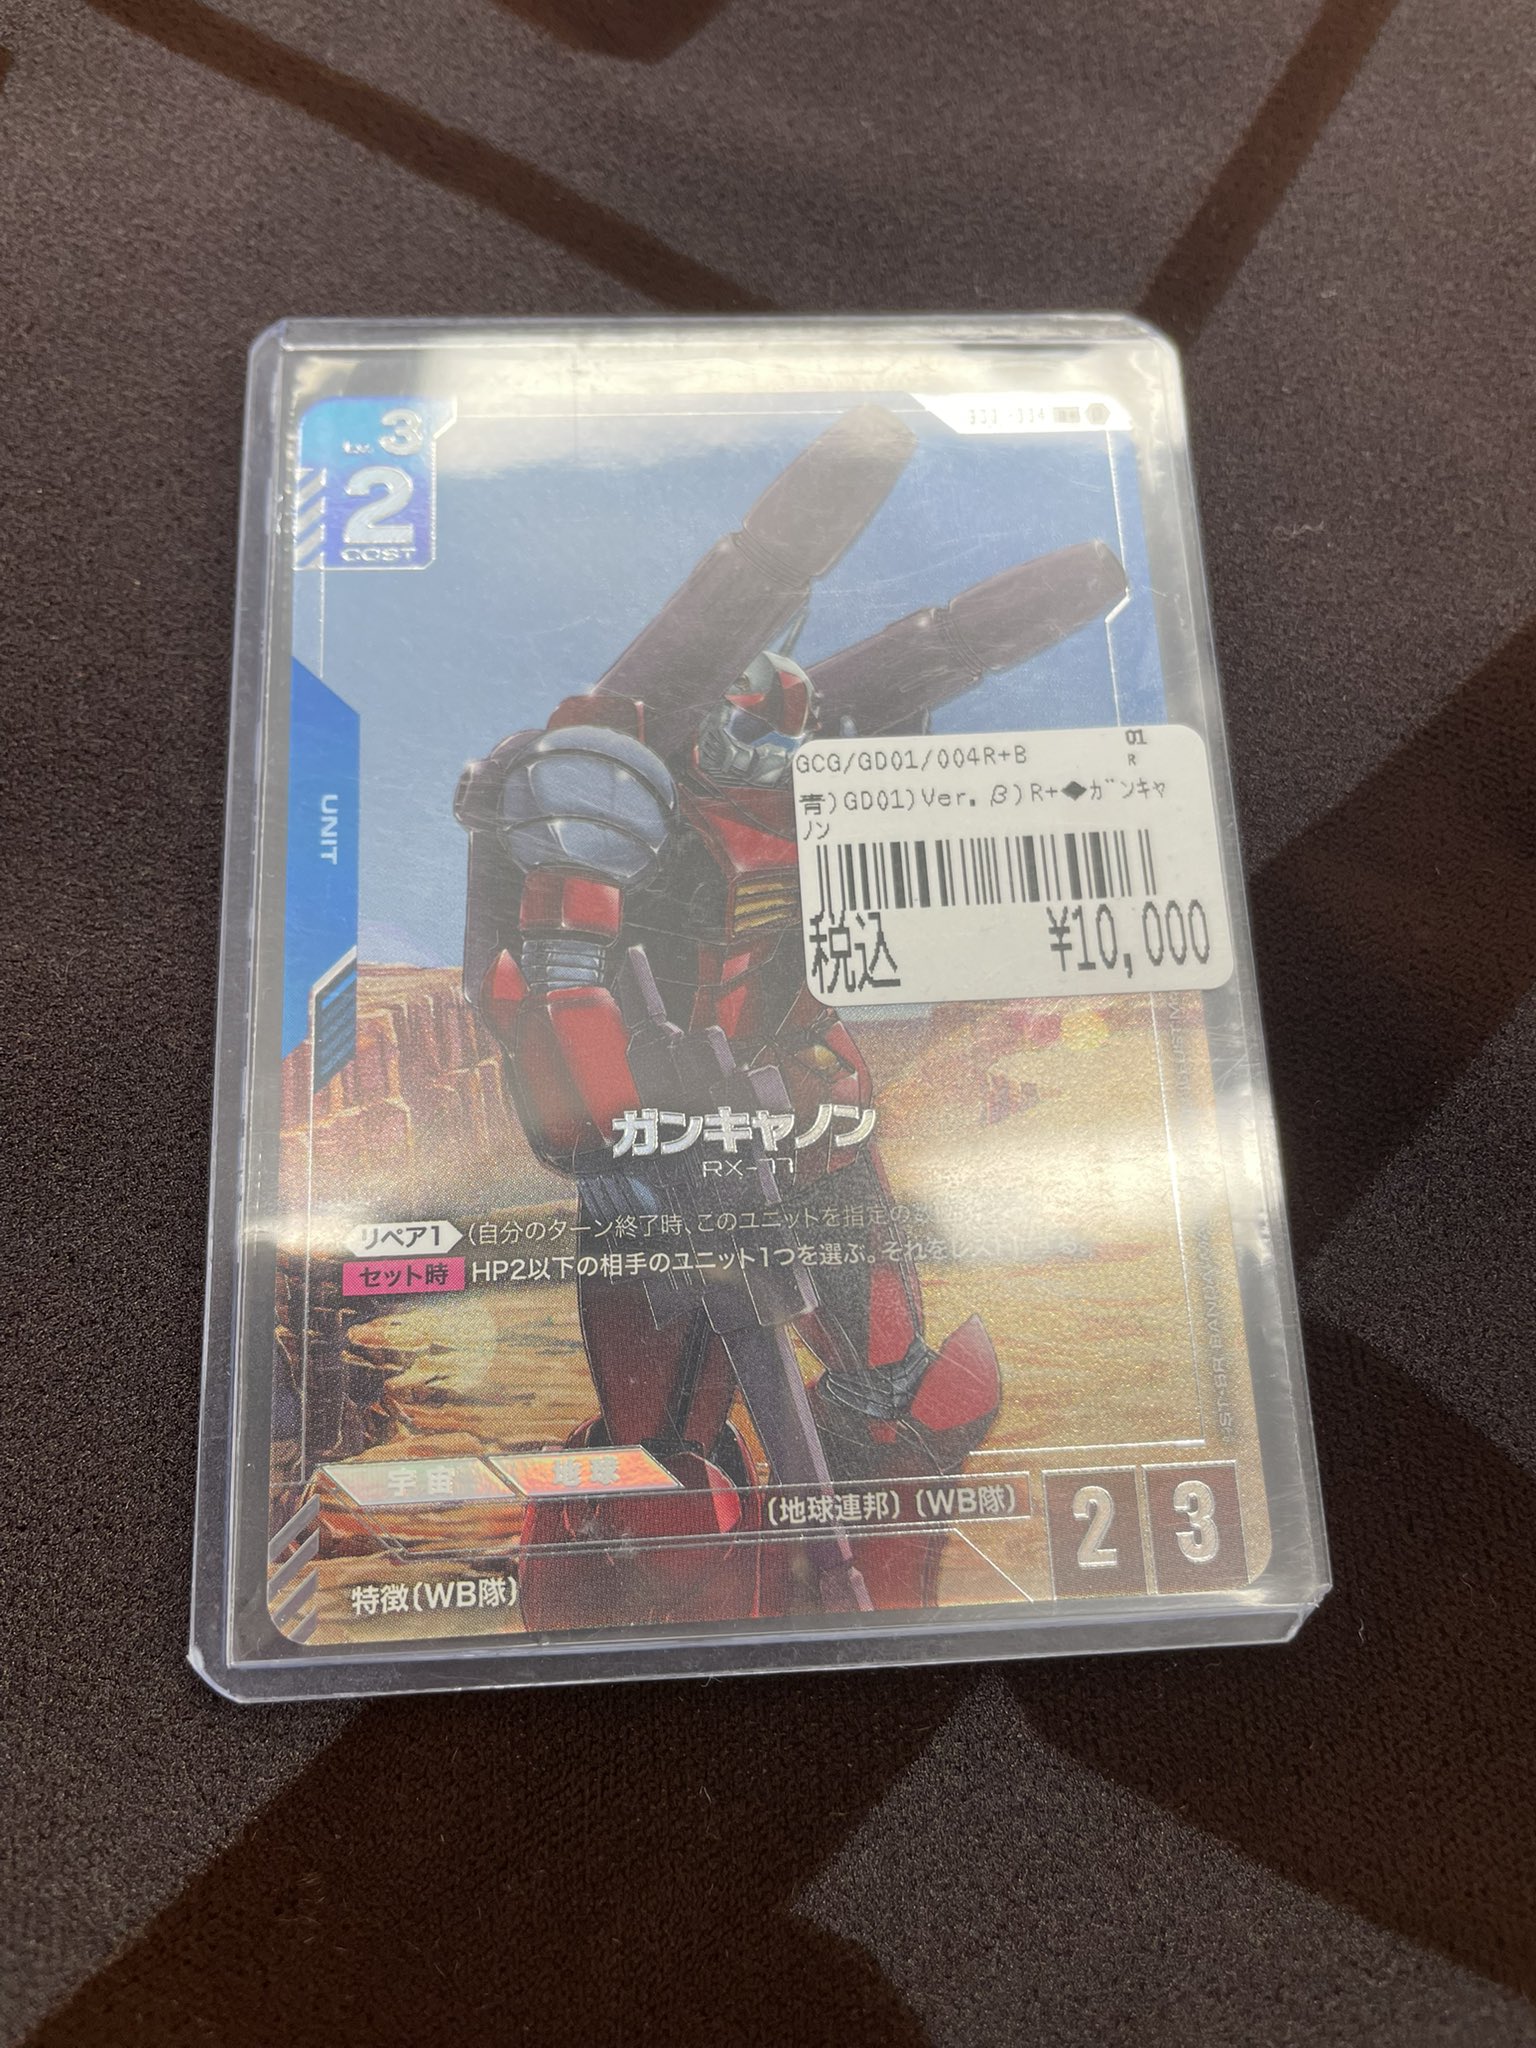 Lv.3
2
COST
UNIT
GCG/GD01/004R+B
01
R
青)GD01)Ver.β)R+◆ガンキャ
ノン
税込 ¥10,000
ガンキャノン
RX-77
リペア1 (自分のターン終了時、このユニットを指定の
セット時 HP2以下の相手のユニット1つを選ぶ。それをレスト
宇宙 地球
〔地球連邦〕〔WB隊〕
2 3
特徴〔WB隊〕